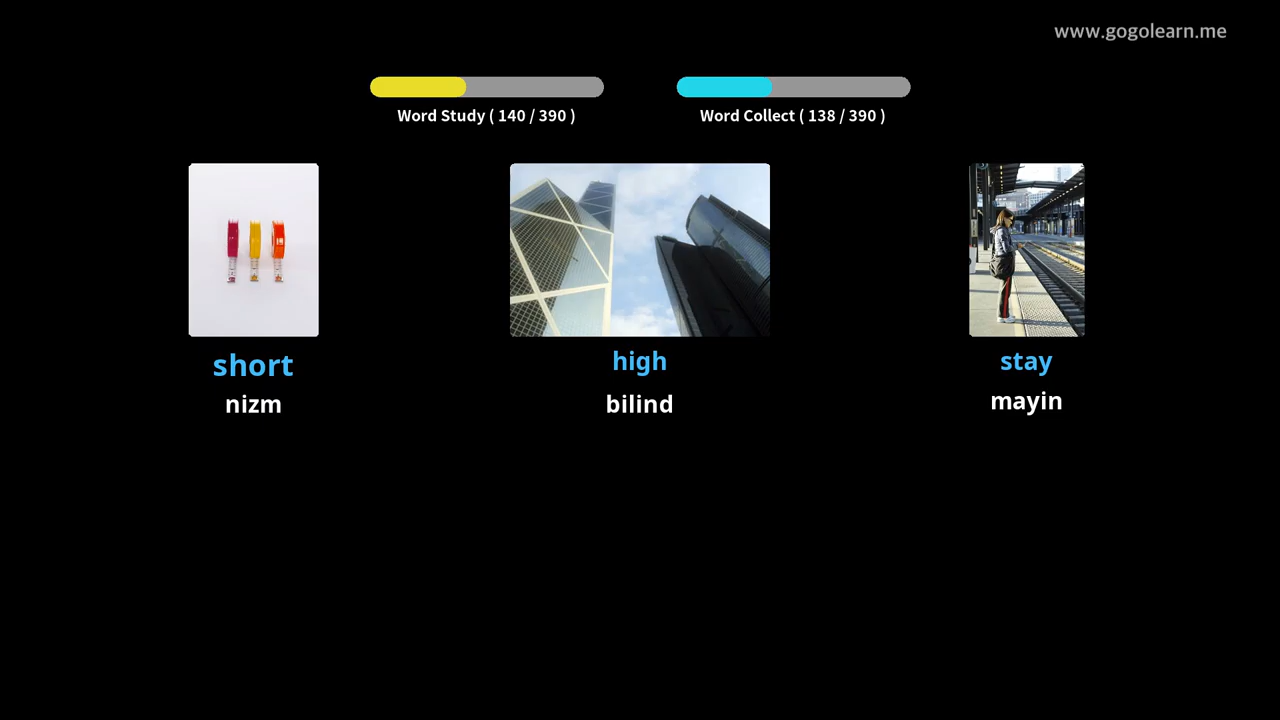 www.gogolearn.me
Word Study ( 140 / 390 )
Word Collect ( 138 / 390 )
short
nizm
high
bilind
stay
mayin